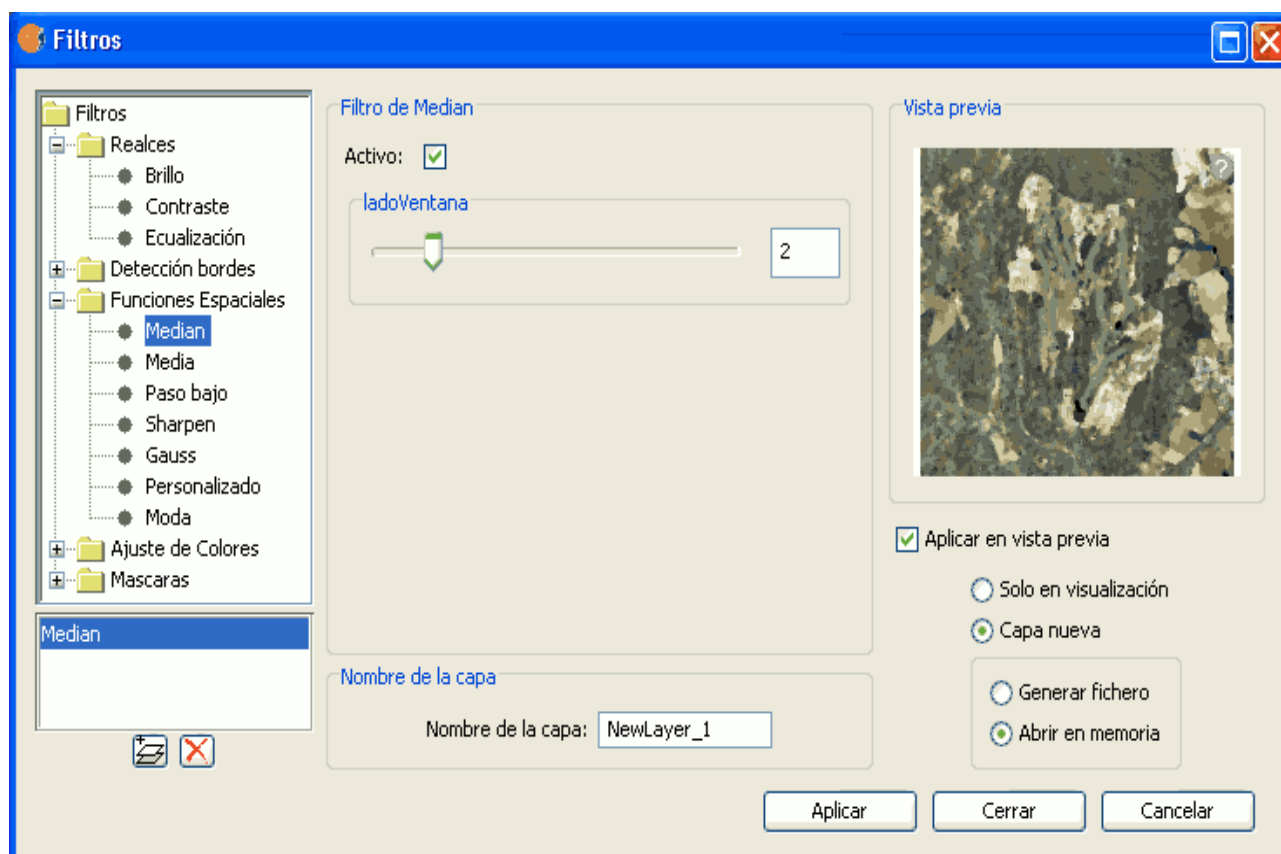 Filtros
Filtros
Realces
Brillo
Contraste
Ecualización
Detección bordes
Funciones Espaciales
Median
Media
Paso bajo
Sharpen
Gauss
Personalizado
Moda
Ajuste de Colores
Mascaras
Median
Filtro de Median
Activo:
ladoVentana
2
Nombre de la capa
Nombre de la capa: NewLayer_1
Vista previa
?
Aplicar en vista previa
Solo en visualización
Capa nueva
Generar fichero
Abrir en memoria
Aplicar
Cerrar
Cancelar